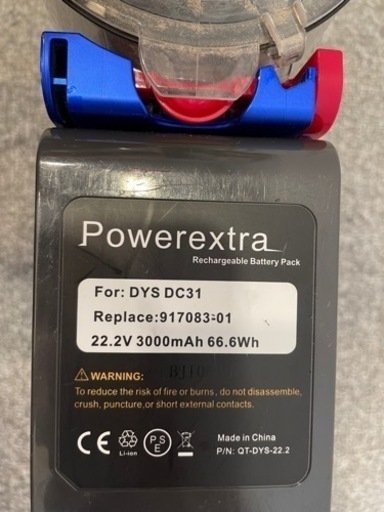 Powerextra
Rechargeable Battery Pack
For: DYS DC31
Replace:917083-01
22.2V 3000mAh 66.6Wh
⚠WARNING:
To reduce the risk of fire or burns, do not disassemble,
crush, puncture, or short external contacts.
CE
Li-ion
PSE
Made in China
P/N: QT-DYS-22.2